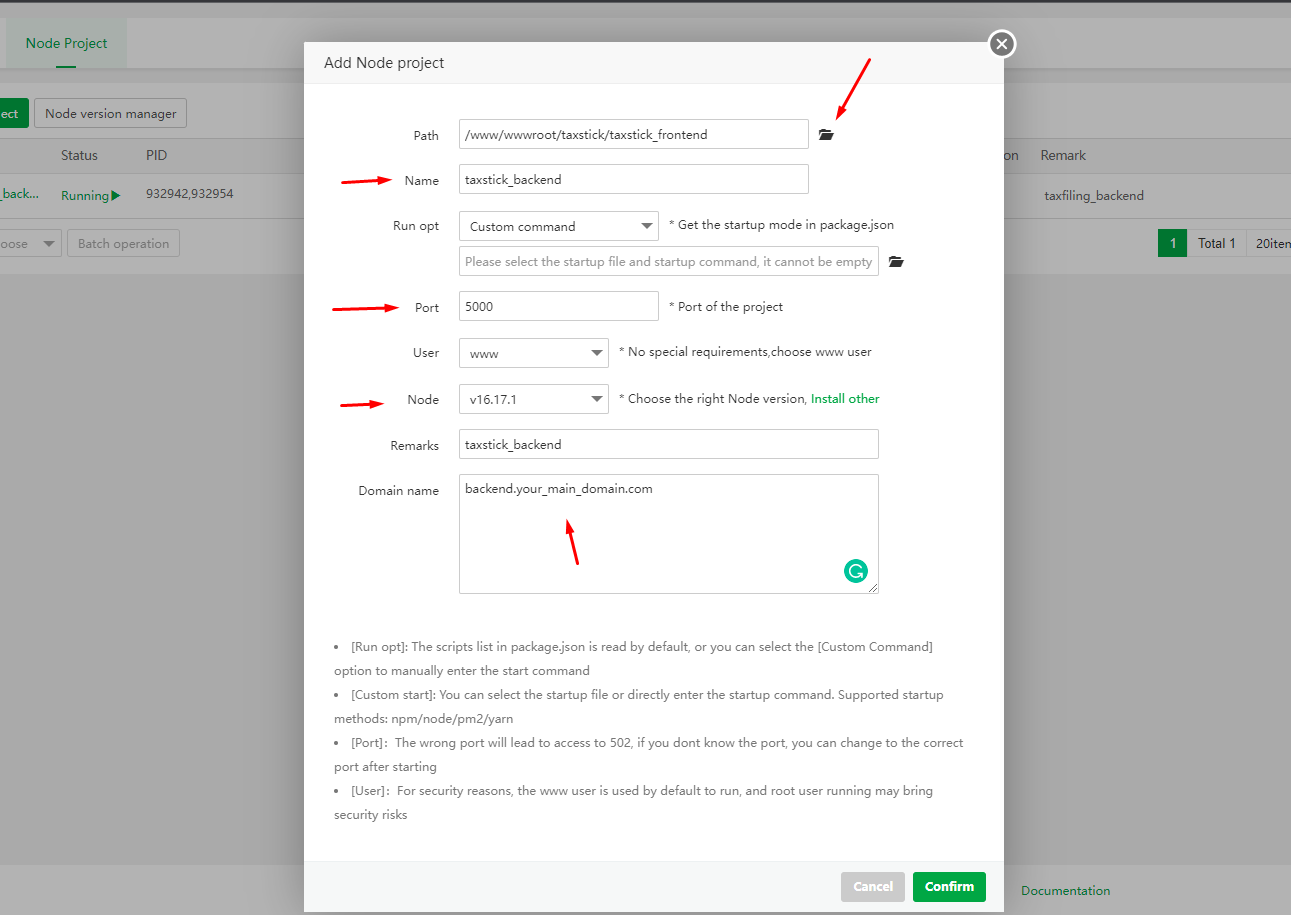 Node Project
Add Node project
ect
Node version manager
Path
/www/wwwroot/taxstick/taxstick_frontend
Status
PID
on
Remark
Name
taxstick_backend
_back...
Running
932942,932954
taxfiling_backend
Run opt
Custom command
* Get the startup mode in package.json
oose
Batch operation
1
Total 1
20iten
Please select the startup file and startup command, it cannot be empty
Port
5000
* Port of the project
User
www
* No special requirements,choose www user
Node
v16.17.1
* Choose the right Node version, Install other
Remarks
taxstick_backend
Domain name
backend.your_main_domain.com
• [Run opt]: The scripts list in package.json is read by default, or you can select the [Custom Command]
option to manually enter the start command
• [Custom start]: You can select the startup file or directly enter the startup command. Supported startup
methods: npm/node/pm2/yarn
• [Port]：The wrong port will lead to access to 502, if you dont know the port, you can change to the correct
port after starting
• [User]：For security reasons, the www user is used by default to run, and root user running may bring
security risks
Cancel
Confirm
Documentation